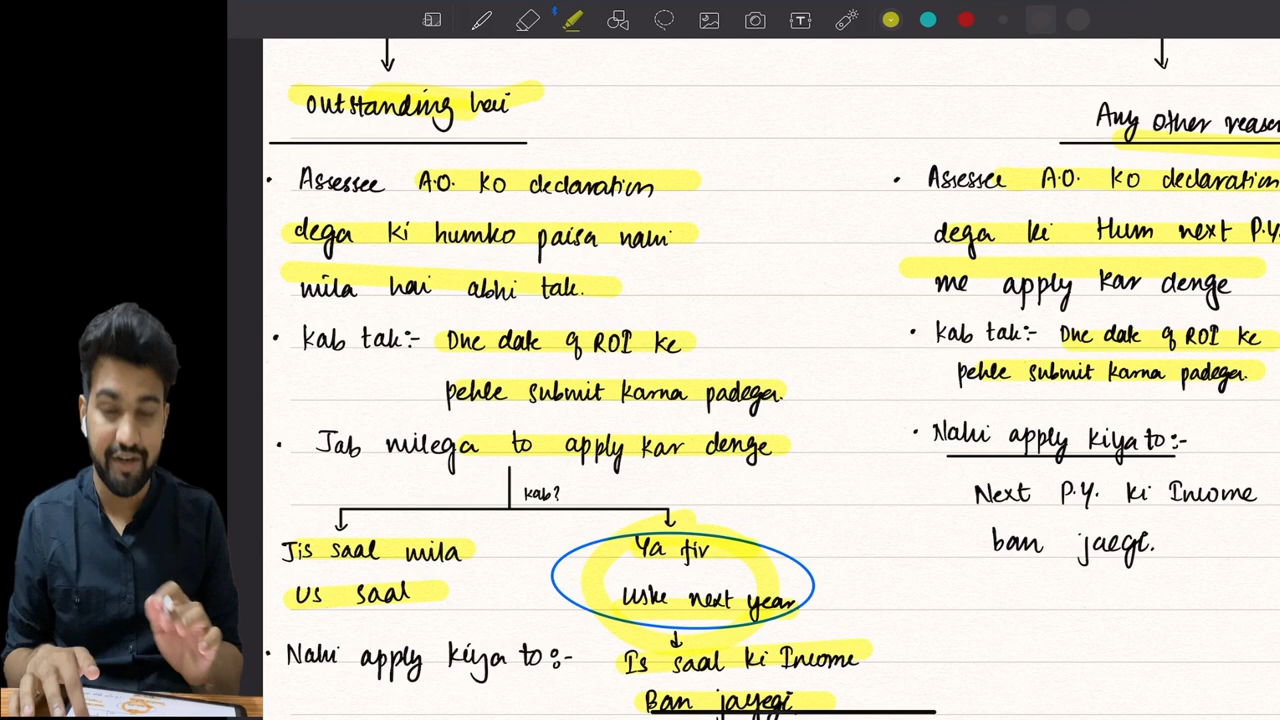 Outstanding hai
Assessee A.O. ko declaration
dega ki humko paisa nahi
mila hai abhi tak.
Kab tak:- Due date of ROI ke
pehle submit karna padega.
Jab milega to apply kar denge
Kab?
Jis saal mila
us saal
Ya fir
uske next year
Nahi apply kiya to:- Is saal ki Income
Ban jayegi.
Any other reason
Assessee A.O. ko declaration
dega ki Hum next P.Y.
me apply kar denge
Kab tak:- Due date of ROI ke
pehle submit karna padega.
Nahi apply kiya to:-
Next P.Y. ki Income
ban jaegi.